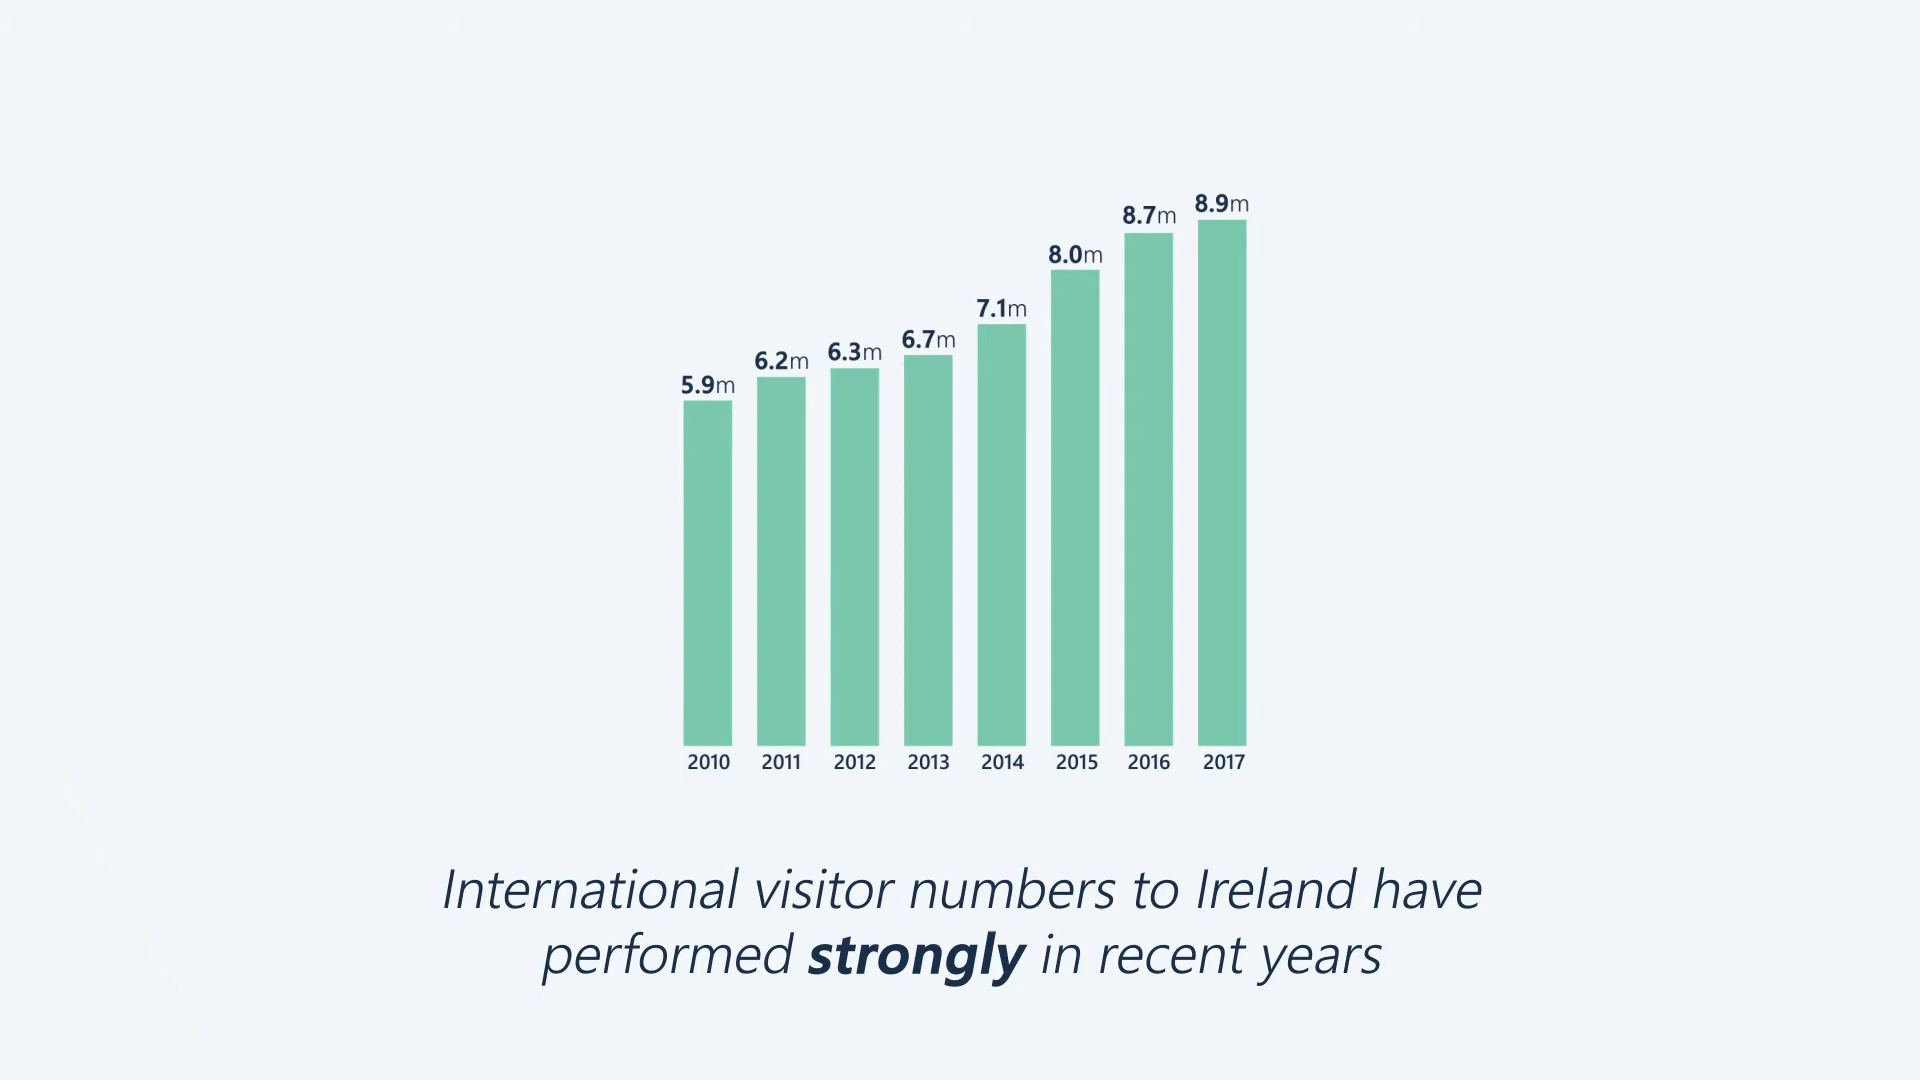 8.9m
8.7m
8.0m
7.1m
6.7m
6.3m
6.2m
5.9m
2010 2011 2012 2013 2014 2015 2016 2017
International visitor numbers to Ireland have
performed strongly in recent years